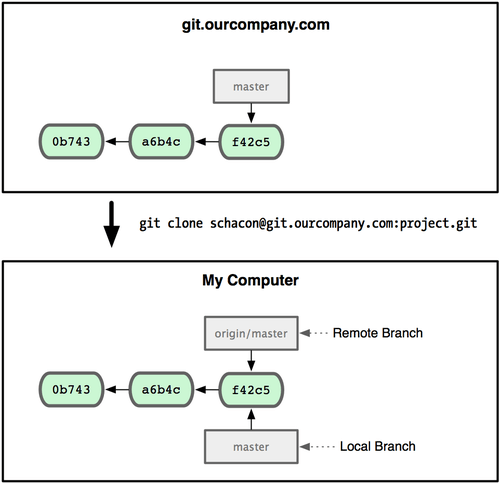 git.ourcompany.com
master
0b743 a6b4c f42c5
git clone schacon@git.ourcompany.com:project.git
My Computer
origin/master Remote Branch
0b743 a6b4c f42c5
master Local Branch